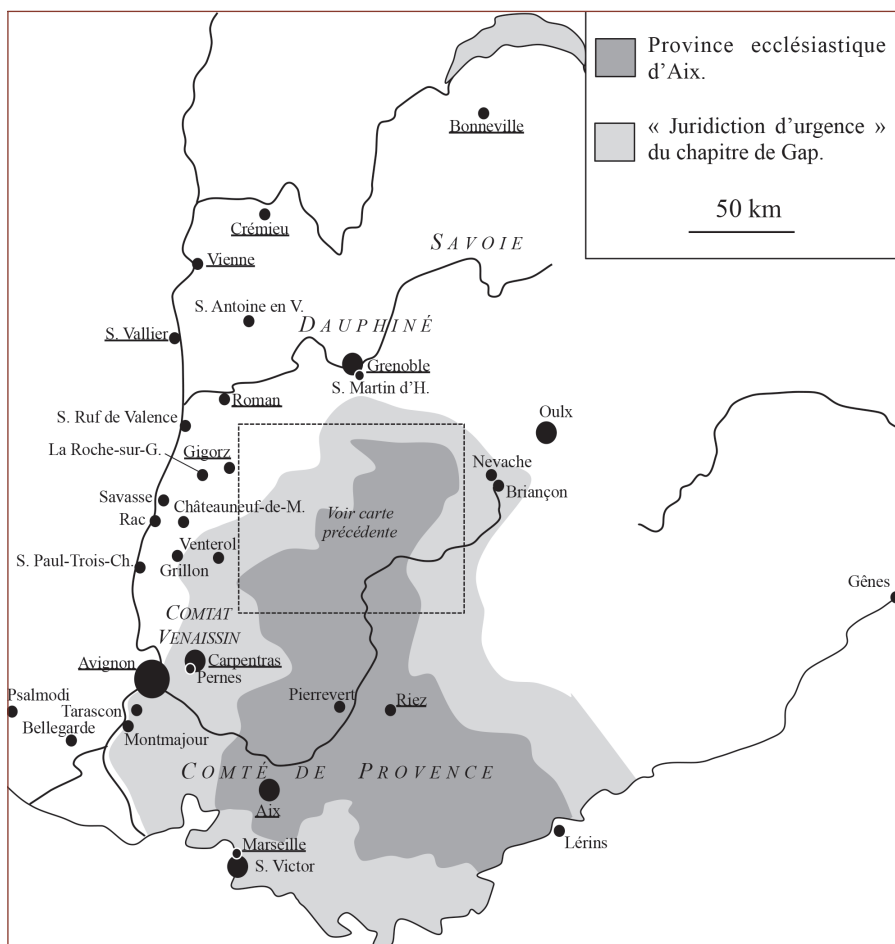 Province ecclésiastique
d’Aix.
« Juridiction d’urgence »
du chapitre de Gap.
50 km
Bonneville
Crémieu
SAVOIE
Vienne
S. Antoine en V.
DAUPHINÉ
S. Vallier
Grenoble
S. Martin d’H.
Roman
S. Ruf de Valence
Oulx
La Roche-sur-G.
Gigorz
Nevache
Briançon
Savasse
Châteauneuf-de-M.
Rac
Voir carte
précédente
Venterol
S. Paul-Trois-Ch.
Grillon
Gênes
COMTAT
VENAISSIN
Avignon
Carpentras
Pernes
Psalmodi
Tarascon
Pierrevert
Riez
Bellegarde
Montmajour
COMTÉ DE PROVENCE
Aix
Lérins
Marseille
S. Victor